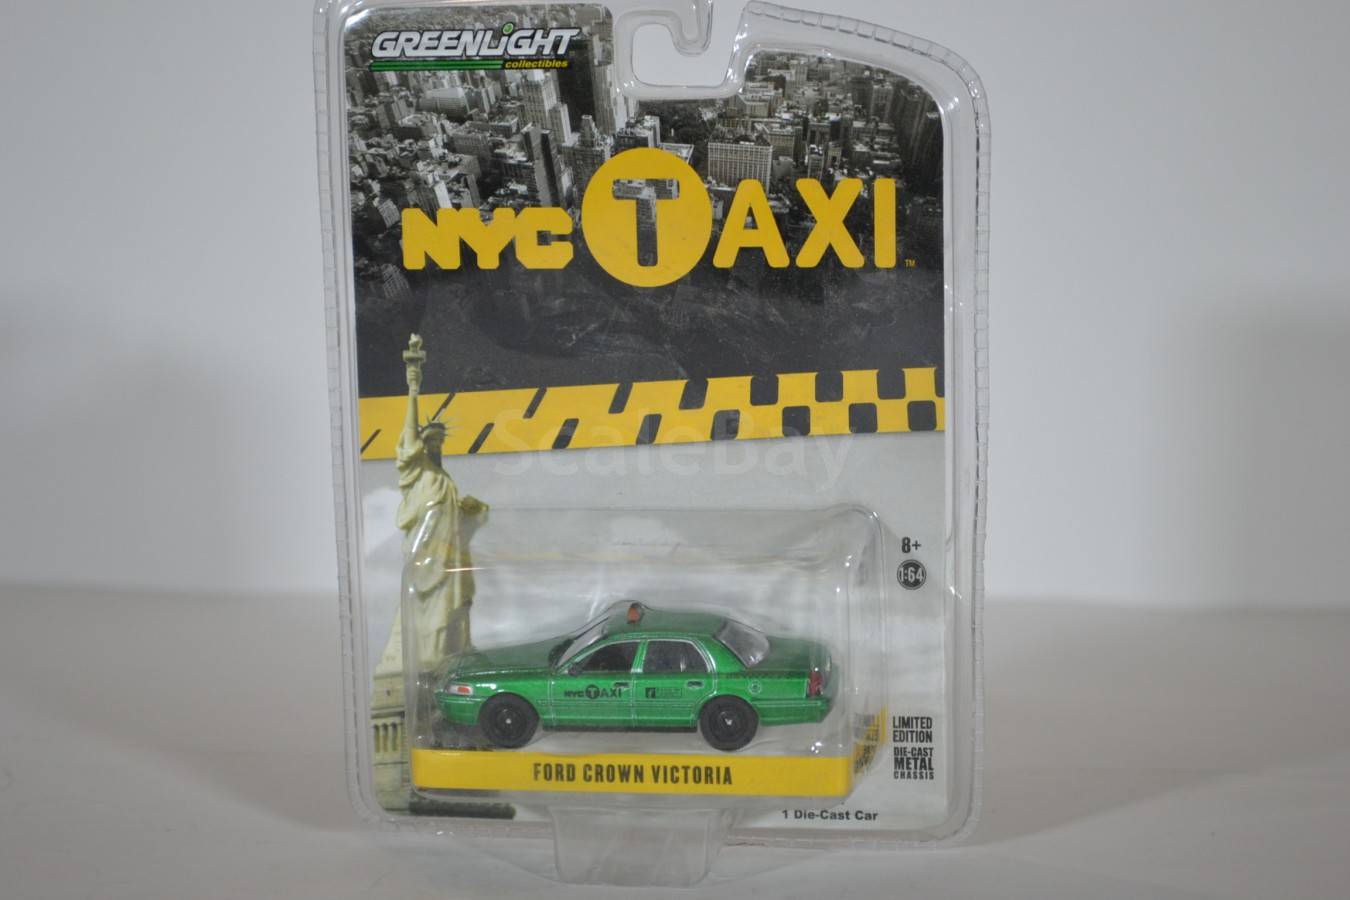 GREENLIGHT
collectibles
NYC TAXI™
ScaleBay
8+
1:64
NYC TAXI
FORD CROWN VICTORIA
LIMITED
EDITION
DIE-CAST
METAL
CHASSIS
1 Die-Cast Car